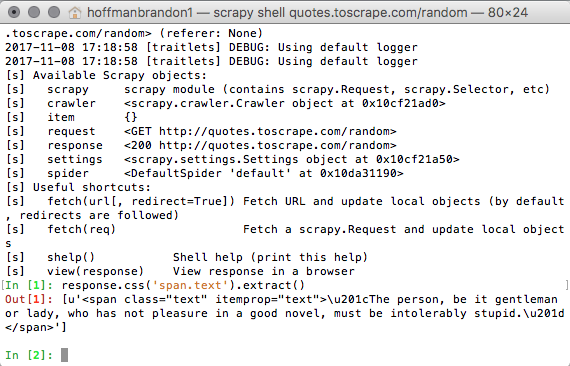 hoffmanbrandon1 — scrapy shell quotes.toscrape.com/random — 80×24
.toscrape.com/random> (referer: None)
2017-11-08 17:18:58 [traitlets] DEBUG: Using default logger
2017-11-08 17:18:58 [traitlets] DEBUG: Using default logger
[s] Available Scrapy objects:
[s]   scrapy     scrapy module (contains scrapy.Request, scrapy.Selector, etc)
[s]   crawler    <scrapy.crawler.Crawler object at 0x10cf21ad0>
[s]   item       {}
[s]   request    <GET http://quotes.toscrape.com/random>
[s]   response   <200 http://quotes.toscrape.com/random>
[s]   settings   <scrapy.settings.Settings object at 0x10cf21a50>
[s]   spider     <DefaultSpider 'default' at 0x10da31190>
[s] Useful shortcuts:
[s]   fetch(url[, redirect=True]) Fetch URL and update local objects (by default
, redirects are followed)
[s]   fetch(req)                  Fetch a scrapy.Request and update local object
s
[s]   shelp()           Shell help (print this help)
[s]   view(response)    View response in a browser
[In [1]: response.css('span.text').extract()]
Out[1]: [u'<span class="text" itemprop="text">\u201cThe person, be it gentleman
or lady, who has not pleasure in a good novel, must be intolerably stupid.\u201d
</span>']
In [2]: